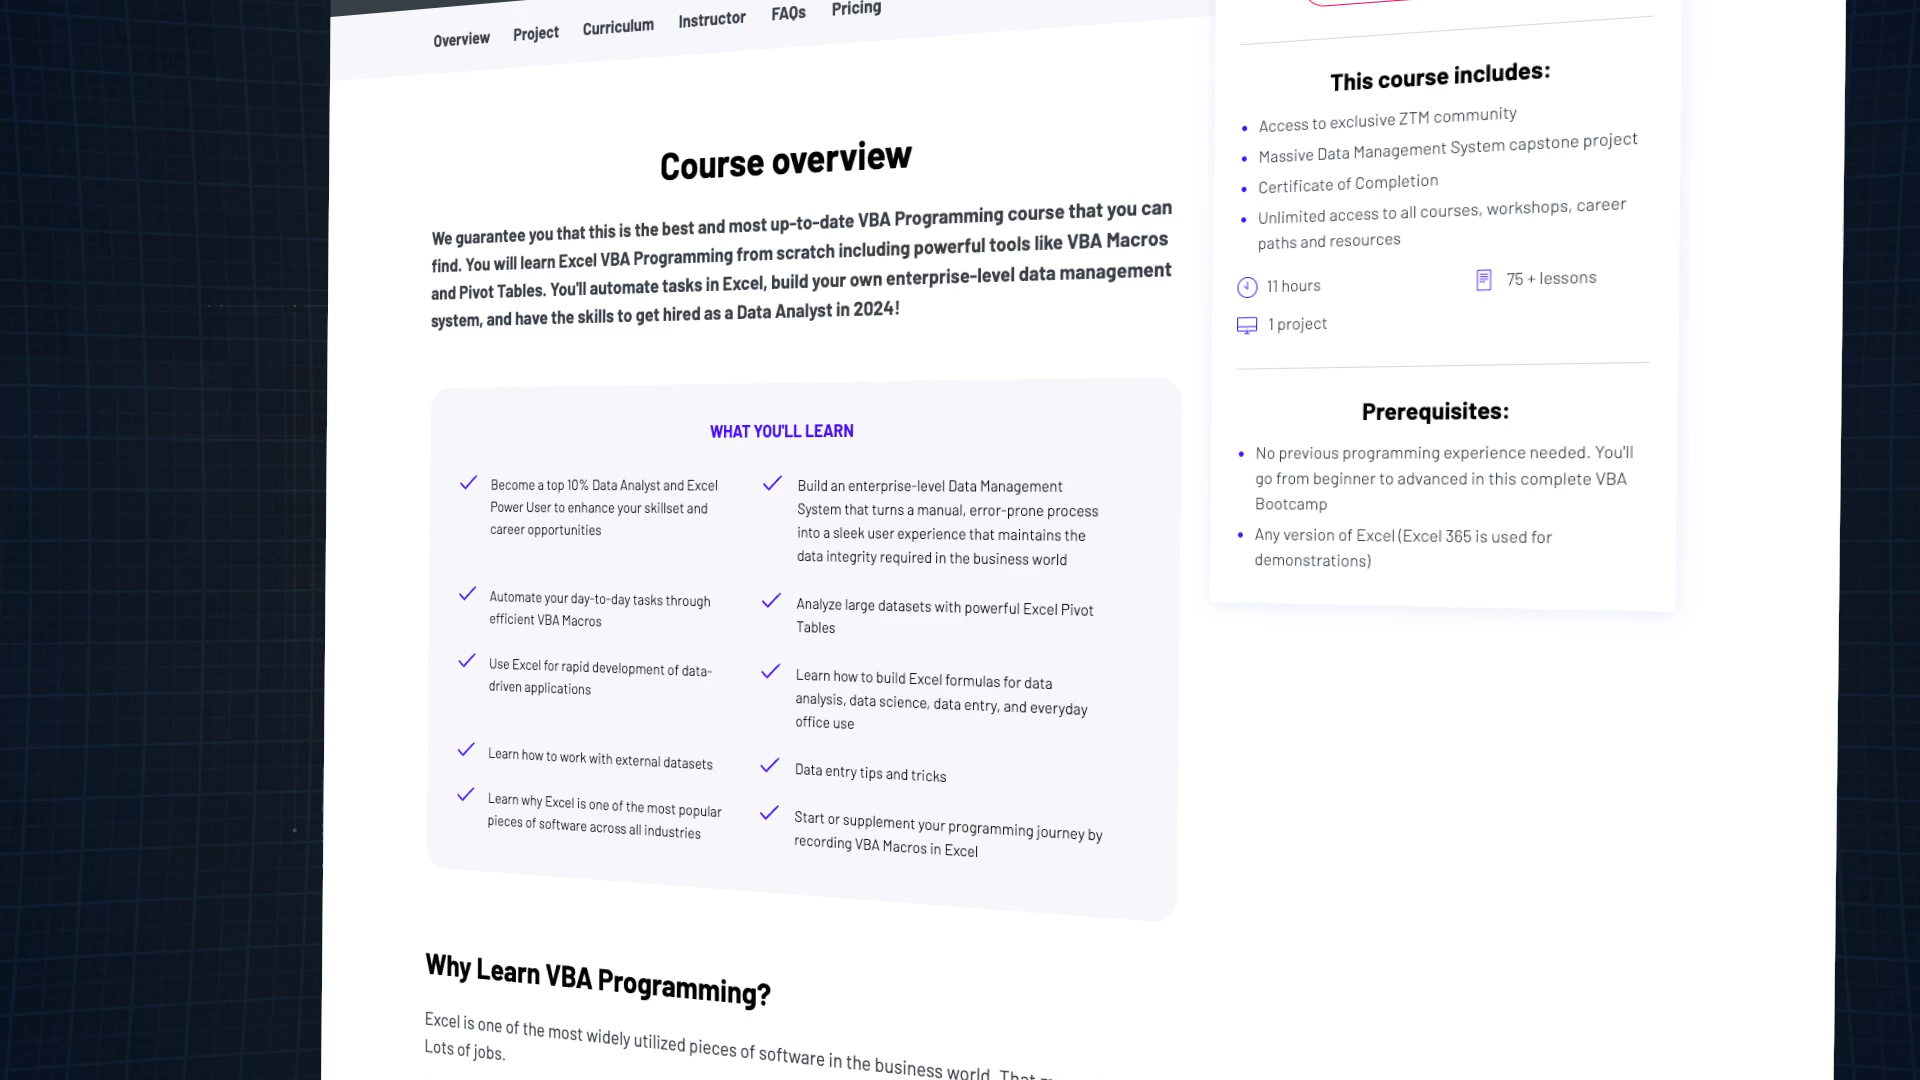 Overview Project Curriculum Instructor FAQs Pricing
Course overview
We guarantee you that this is the best and most up-to-date VBA Programming course that you can
find. You will learn Excel VBA Programming from scratch including powerful tools like VBA Macros
and Pivot Tables. You'll automate tasks in Excel, build your own enterprise-level data management
system, and have the skills to get hired as a Data Analyst in 2024!
WHAT YOU'LL LEARN
Become a top 10% Data Analyst and Excel
Power User to enhance your skillset and
career opportunities
Build an enterprise-level Data Management
System that turns a manual, error-prone process
into a sleek user experience that maintains the
data integrity required in the business world
Automate your day-to-day tasks through
efficient VBA Macros
Analyze large datasets with powerful Excel Pivot
Tables
Use Excel for rapid development of data-
driven applications
Learn how to build Excel formulas for data
analysis, data science, data entry, and everyday
office use
Learn how to work with external datasets
Data entry tips and tricks
Learn why Excel is one of the most popular
pieces of software across all industries
Start or supplement your programming journey by
recording VBA Macros in Excel
Why Learn VBA Programming?
Excel is one of the most widely utilized pieces of software in the business world. That
Lots of jobs.
This course includes:
Access to exclusive ZTM community
Massive Data Management System capstone project
Certificate of Completion
Unlimited access to all courses, workshops, career
paths and resources
11 hours
75 + lessons
1 project
Prerequisites:
No previous programming experience needed. You'll
go from beginner to advanced in this complete VBA
Bootcamp
Any version of Excel (Excel 365 is used for
demonstrations)